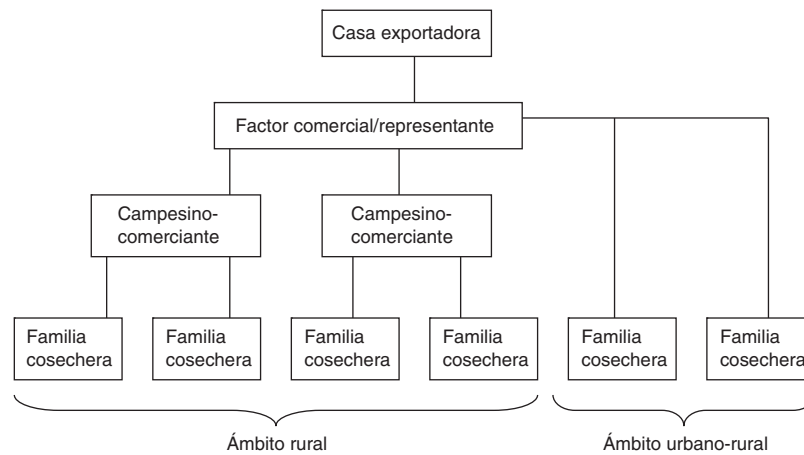 Casa exportadora
Factor comercial/representante
Campesino-
comerciante
Campesino-
comerciante
Familia
cosechera
Familia
cosechera
Familia
cosechera
Familia
cosechera
Familia
cosechera
Familia
cosechera
Ámbito rural
Ámbito urbano-rural